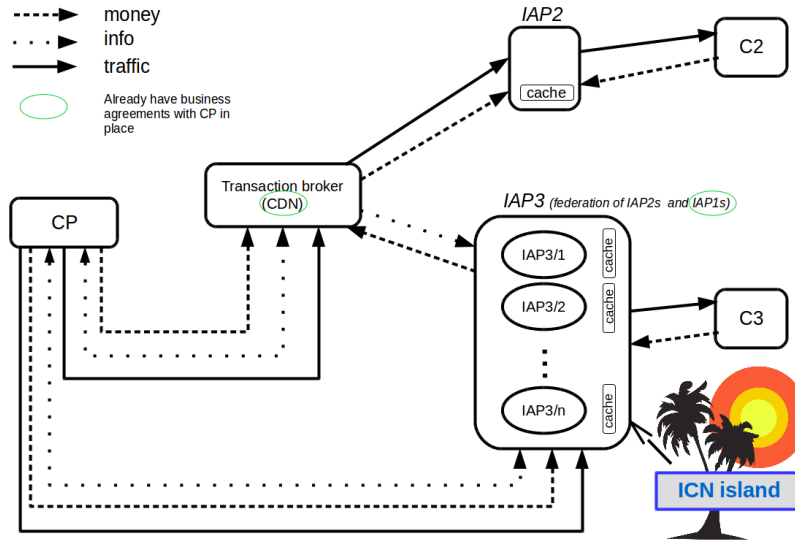 money
info
traffic
Already have business
agreements with CP in
place
IAP2
cache
C2
Transaction broker
(CDN)
CP
IAP3 (federation of IAP2s and IAP1s)
IAP3/1
cache
IAP3/2
cache
C3
IAP3/n
cache
ICN island